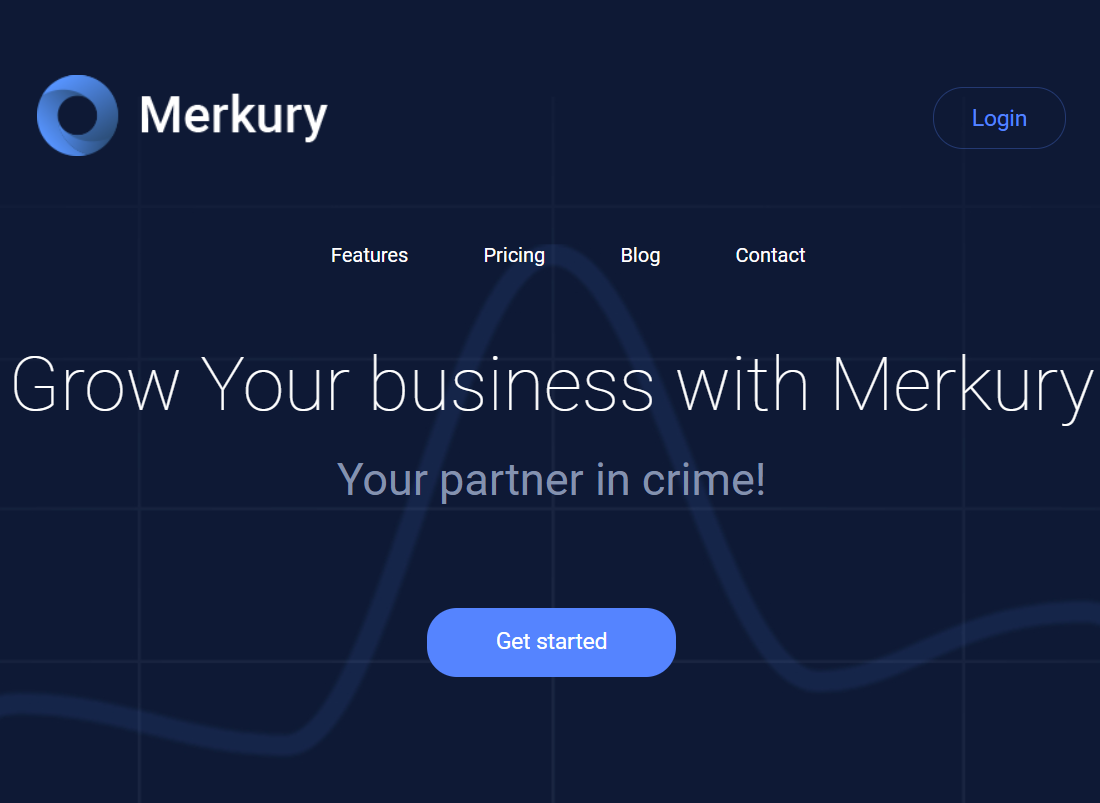 Merkury
Login
Features Pricing Blog Contact
Grow Your business with Merkury
Your partner in crime!
Get started